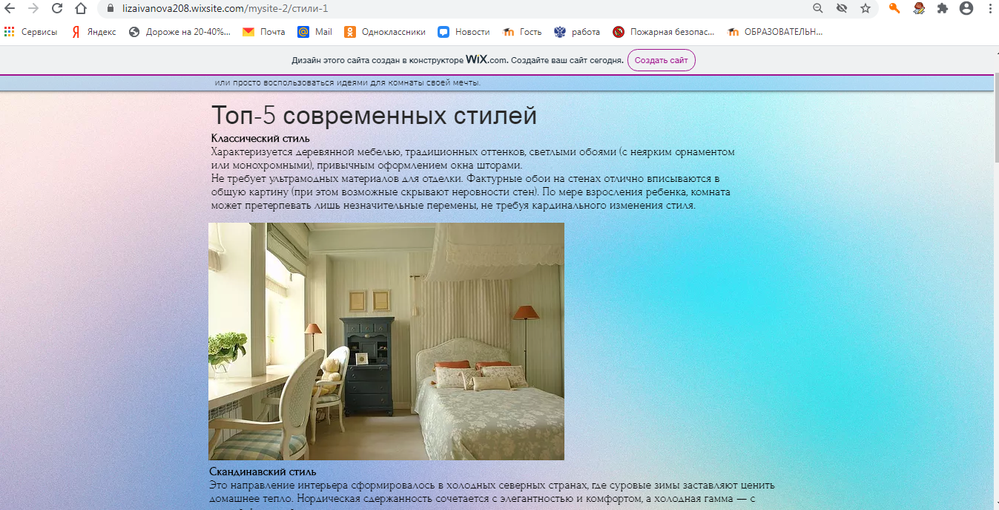 lizaivanova208.wixsite.com/mysite-2/стили-1
Сервисы Яндекс Дороже на 20-40%... Почта Mail Одноклассники Новости Гость работа Пожарная безопас... ОБРАЗОВАТЕЛЬН...
Дизайн этого сайта создан в конструкторе WiX.com. Создайте ваш сайт сегодня. Создать сайт
или просто воспользоваться идеями для комнаты своей мечты.
Топ-5 современных стилей
Классический стиль
Характеризуется деревянной мебелью, традиционных оттенков, светлыми обоями (с неярким орнаментом
или монохромными), привычным оформлением окна шторами.
Не требует ультрамодных материалов для отделки. Фактурные обои на стенах отлично вписываются в
общую картину (при этом возможные скрывают неровности стен). По мере взросления ребенка, комната
может претерпевать лишь незначительные перемены, не требуя кардинального изменения стиля.
Скандинавский стиль
Это направление интерьера сформировалось в холодных северных странах, где суровые зимы заставляют ценить
домашнее тепло. Нордическая сдержанность сочетается с элегантностью и комфортом, а холодная гамма — с